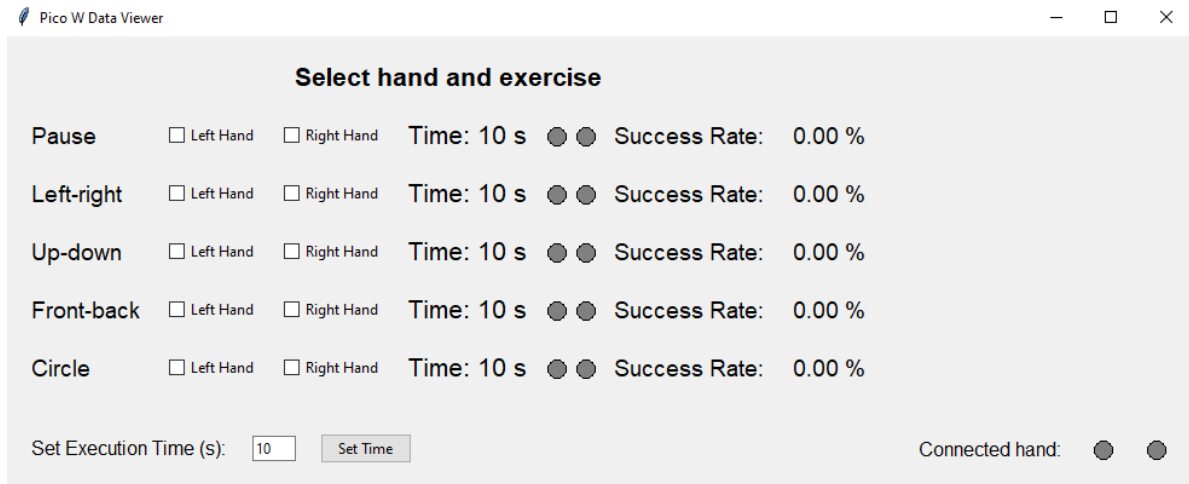 Pico W Data Viewer
Select hand and exercise
Pause Left Hand Right Hand Time: 10 s Success Rate: 0.00 %
Left-right Left Hand Right Hand Time: 10 s Success Rate: 0.00 %
Up-down Left Hand Right Hand Time: 10 s Success Rate: 0.00 %
Front-back Left Hand Right Hand Time: 10 s Success Rate: 0.00 %
Circle Left Hand Right Hand Time: 10 s Success Rate: 0.00 %
Set Execution Time (s): 10 Set Time Connected hand: